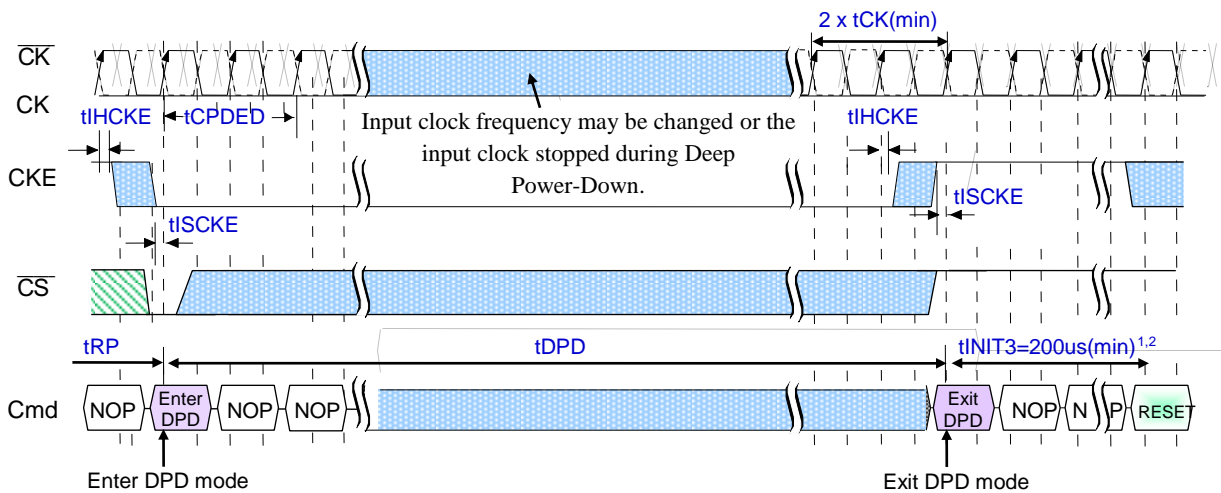 2 x tCK(min)
CK
CK
tIHCKE
tCPDED
Input clock frequency may be changed or the
input clock stopped during Deep
Power-Down.
tIHCKE
CKE
tISCKE
tISCKE
CS
tRP
tDPD
tINIT3=200us(min)1,2
Cmd
NOP
Enter
DPD
NOP
NOP
Exit
DPD
NOP
N
P
RESET
Enter DPD mode
Exit DPD mode